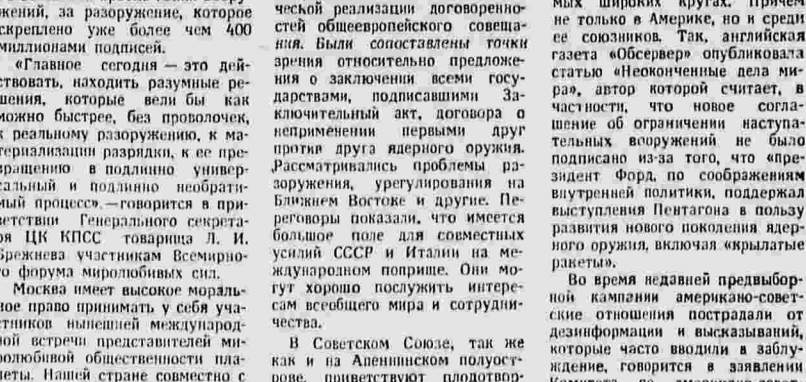 жений, за разоружение, которое
скреплено уже более чем 400
миллионами подписей.
«Главное сегодня — это дей-
ствовать, находить разумные ре-
шения, которые вели бы как
можно быстрее, без проволочек,
к реальному разоружению, к ма-
териализации разрядки, к ее пре-
вращению в подлинно универ-
сальный и подлинно необрати-
мый процесс», — говорится в при-
ветствии Генерального секрета-
ря ЦК КПСС товарища Л. И.
Брежнева участникам Всемирно-
го форума миролюбивых сил.
Москва имеет высокое мораль-
ное право принимать у себя уча-
стников нынешней международ-
ной встречи представителей ми-
ролюбивой общественности пла-
неты. Нашей стране совместно с
ческой реализации договоренно-
стей общеевропейского совеща-
ния. Были сопоставлены точки
зрения относительно предложе-
ния о заключении всеми госу-
дарствами, подписавшими За-
ключительный акт, договора о
неприменении первыми друг
против друга ядерного оружия.
Рассматривались проблемы ра-
зоружения, урегулирования на
Ближнем Востоке и другие. Пе-
реговоры показали, что имеется
большое поле для совместных
усилий СССР и Италии на ме-
ждународном поприще. Они мо-
гут хорошо послужить интере-
сам всеобщего мира и сотрудни-
чества.
В Советском Союзе, так же
как и на Апеннинском полуост-
рове, приветствуют плодотвор-
мых широких кругах. Причем
не только в Америке, но и среди
ее союзников. Так, английская
газета «Обсервер» опубликовала
статью «Неоконченные дела ми-
ра», автор которой считает, в
частности, что новое согла-
шение об ограничении наступа-
тельных вооружений не было
подписано из-за того, что «пре-
зидент Форд, по соображениям
внутренней политики, поддержал
выступления Пентагона в пользу
развития нового поколения ядер-
ного оружия, включая «крылатые
ракеты».
Во время недавней предвыбор-
ной кампании американо-совет-
ские отношения пострадали от
дезинформации и высказываний,
которые часто вводили в заблу-
ждение, говорится в заявлении